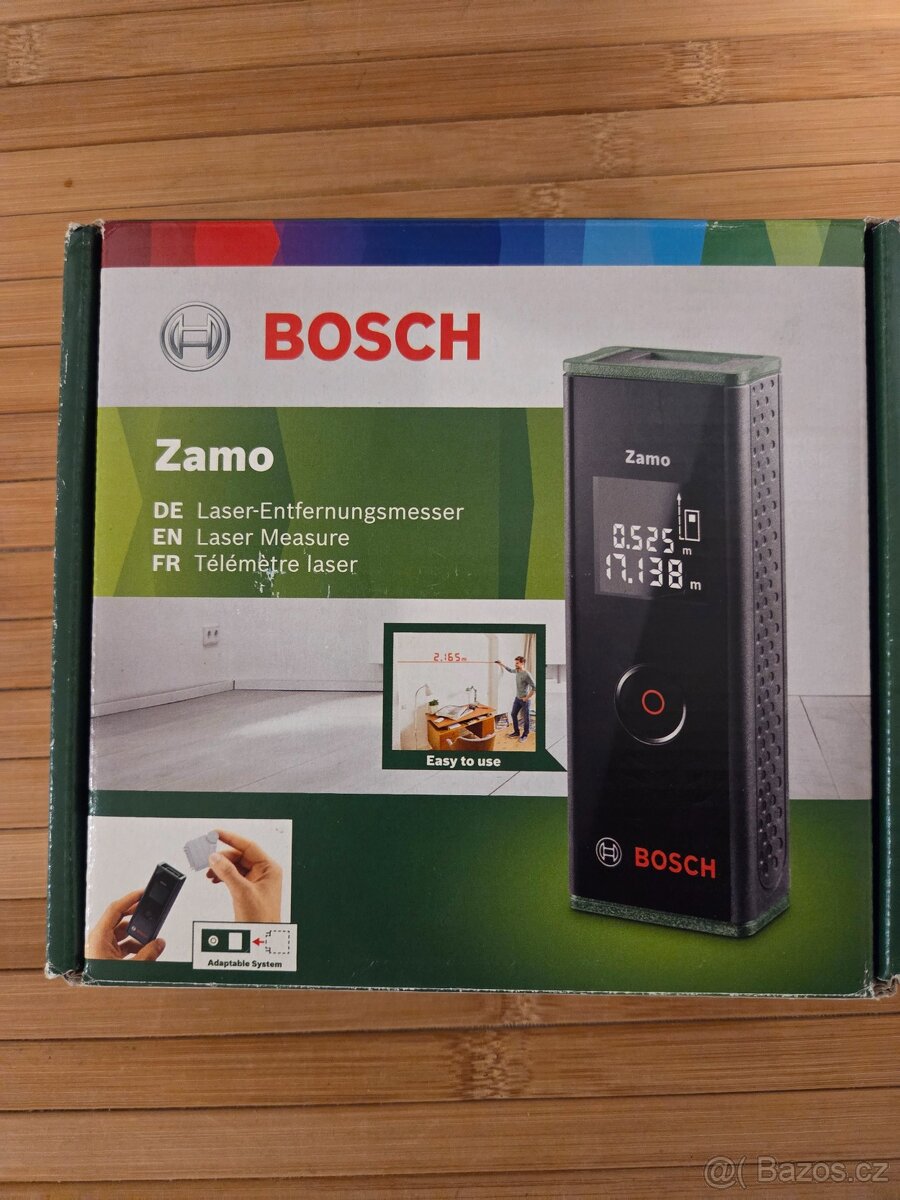 BOSCH
Zamo
DE Laser-Entfernungsmesser
EN Laser Measure
FR Télémètre laser
Zamo
0.525 m
17.138 m
2.165 m
Easy to use
BOSCH
Adaptable System
@( Bazos.cz